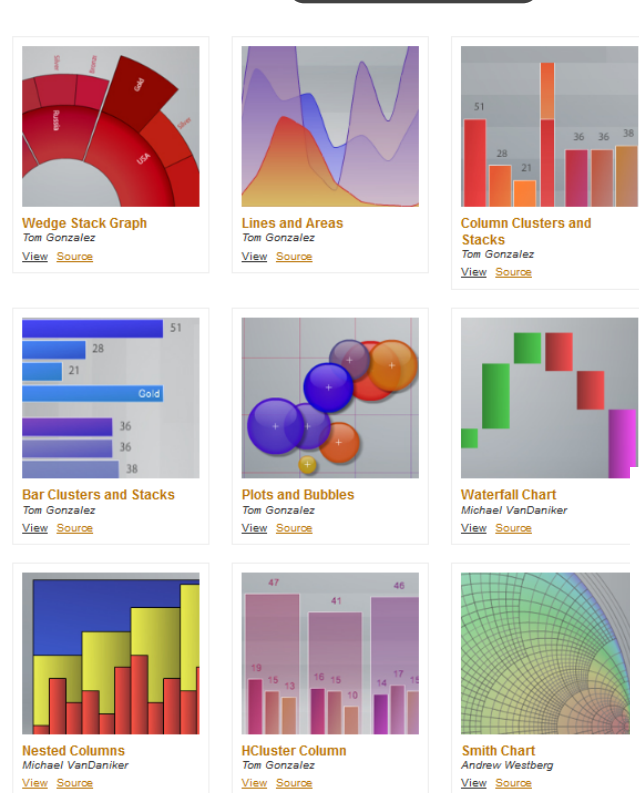 Silver
Bronze
Gold
Russia
USA
Silver
Wedge Stack Graph
Tom Gonzalez
View Source
Lines and Areas
Tom Gonzalez
View Source
51
28
21
36
36
38
Column Clusters and
Stacks
Tom Gonzalez
View Source
51
28
21
Gold
36
36
38
Bar Clusters and Stacks
Tom Gonzalez
View Source
Plots and Bubbles
Tom Gonzalez
View Source
Waterfall Chart
Michael VanDaniker
View Source
Nested Columns
Michael VanDaniker
View Source
47
41
46
19
15
13
16
15
10
14
17
15
HCluster Column
Tom Gonzalez
View Source
Smith Chart
Andrew Westberg
View Source